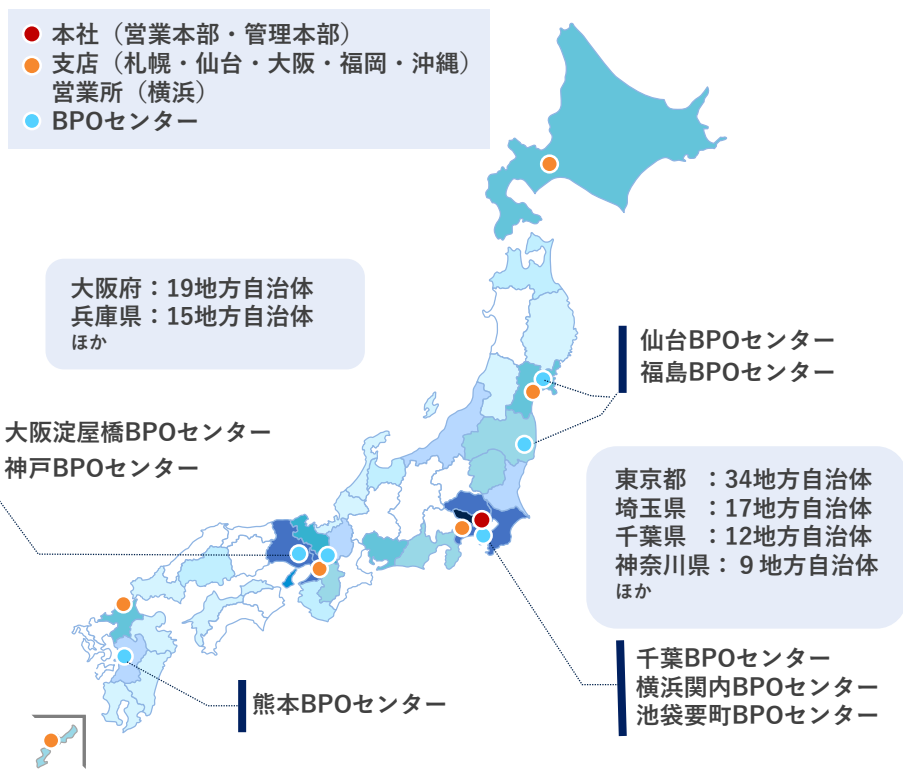 本社（営業本部・管理本部）
支店（札幌・仙台・大阪・福岡・沖縄）
営業所（横浜）
BPOセンター
大阪府：19地方自治体
兵庫県：15地方自治体
ほか
仙台BPOセンター
福島BPOセンター
大阪淀屋橋BPOセンター
神戸BPOセンター
東京都　：34地方自治体
埼玉県　：17地方自治体
千葉県　：12地方自治体
神奈川県：９地方自治体
ほか
千葉BPOセンター
横浜関内BPOセンター
池袋要町BPOセンター
熊本BPOセンター